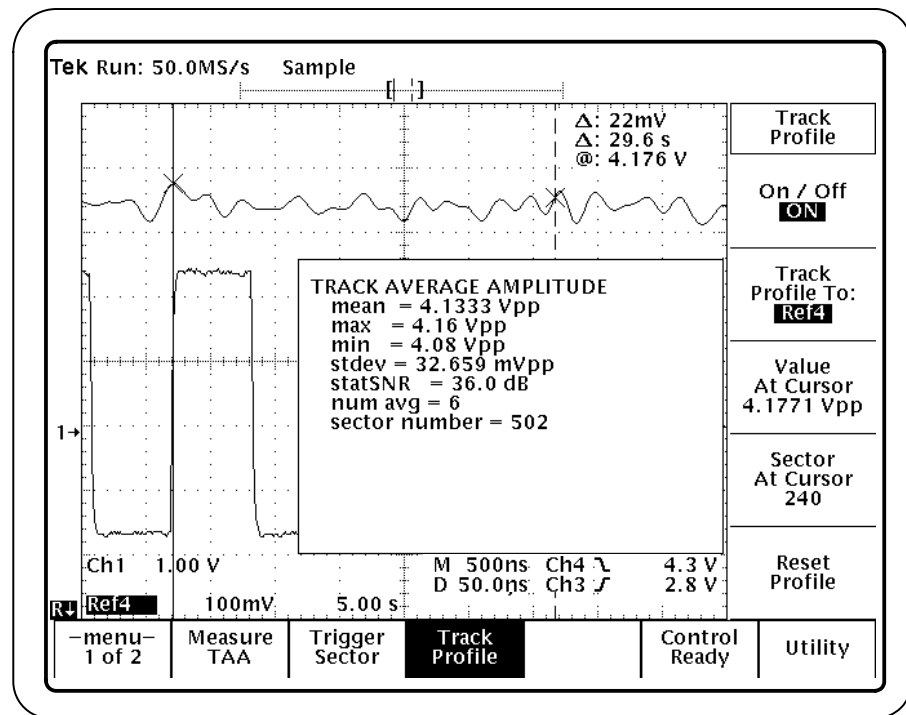 Tek Run: 50.0MS/s Sample
[ ]
Δ: 22mV
Δ: 29.6 s
@: 4.176 V
TRACK AVERAGE AMPLITUDE
mean = 4.1333 Vpp
max = 4.16 Vpp
min = 4.08 Vpp
stdev = 32.659 mVpp
statSNR = 36.0 dB
num avg = 6
sector number = 502
1→
Ch1 1.00 V
M 500ns Ch4 ⤵ 4.3 V
D 50.0ns Ch3 ⤴ 2.8 V
R↓ Ref4 100mV 5.00 s
Track
Profile
On / Off
ON
Track
Profile To:
Ref4
Value
At Cursor
4.1771 Vpp
Sector
At Cursor
240
Reset
Profile
–menu–
1 of 2
Measure
TAA
Trigger
Sector
Track
Profile
Control
Ready
Utility